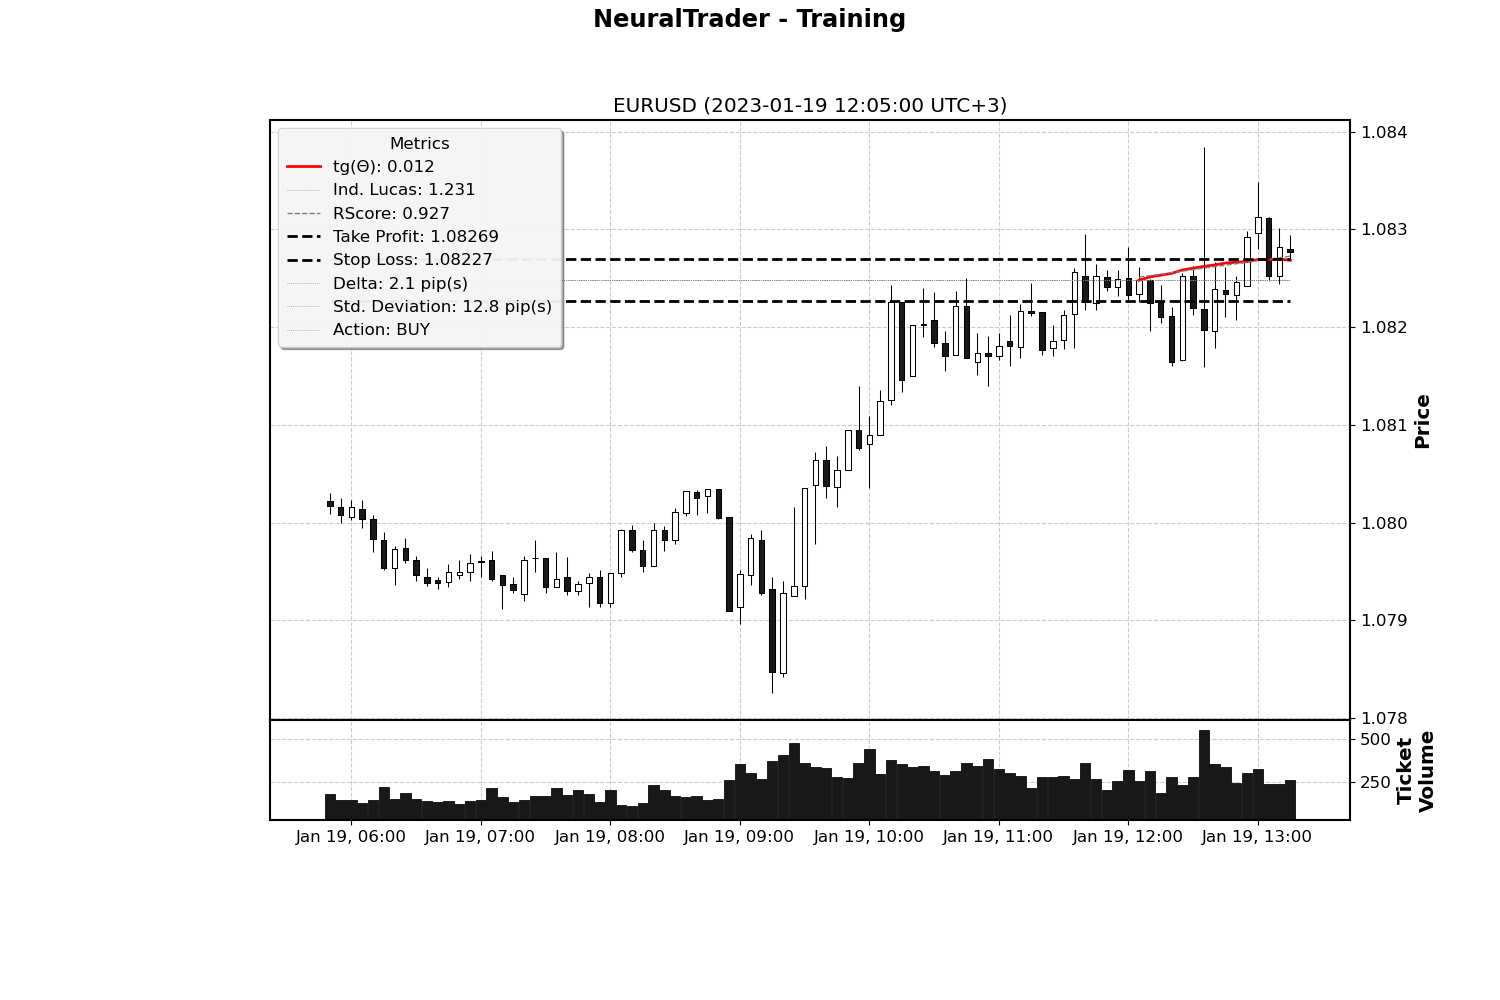 NeuralTrader - Training
EURUSD (2023-01-19 12:05:00 UTC+3)
Metrics
tg(Θ): 0.012
Ind. Lucas: 1.231
RScore: 0.927
Take Profit: 1.08269
Stop Loss: 1.08227
Delta: 2.1 pip(s)
Std. Deviation: 12.8 pip(s)
Action: BUY
1.084
1.083
1.082
1.081
1.080
1.079
1.078
Price
500
250
Ticket
Volume
Jan 19, 06:00
Jan 19, 07:00
Jan 19, 08:00
Jan 19, 09:00
Jan 19, 10:00
Jan 19, 11:00
Jan 19, 12:00
Jan 19, 13:00